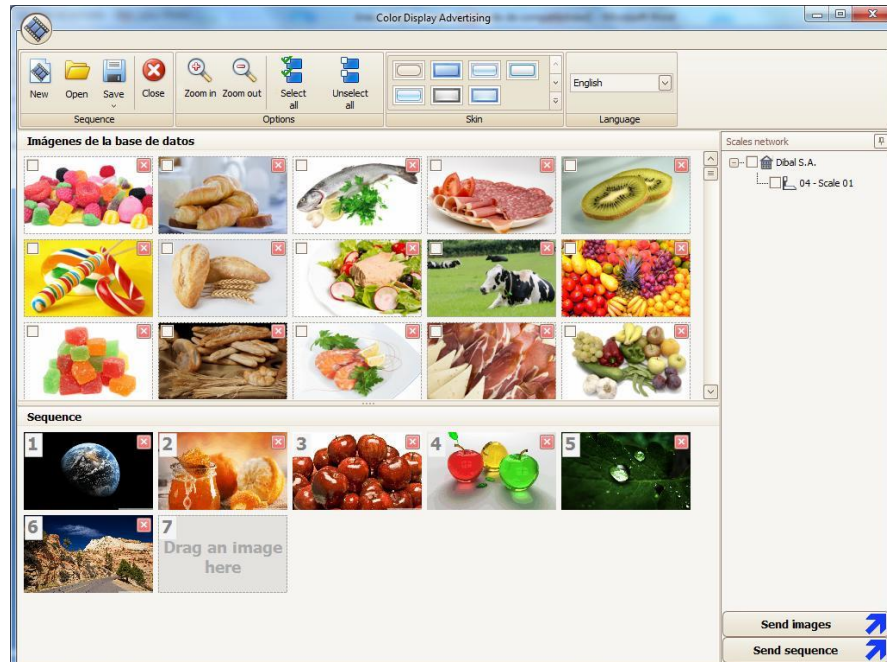 Color Display Advertising
New
Open
Save
Close
Zoom in
Zoom out
Select all
Unselect all
English
Sequence
Options
Skin
Language
Imágenes de la base de datos
Scales network
Dibal S.A.
04 - Scale 01
Sequence
1
2
3
4
5
6
7
Drag an image
here
Send images
Send sequence